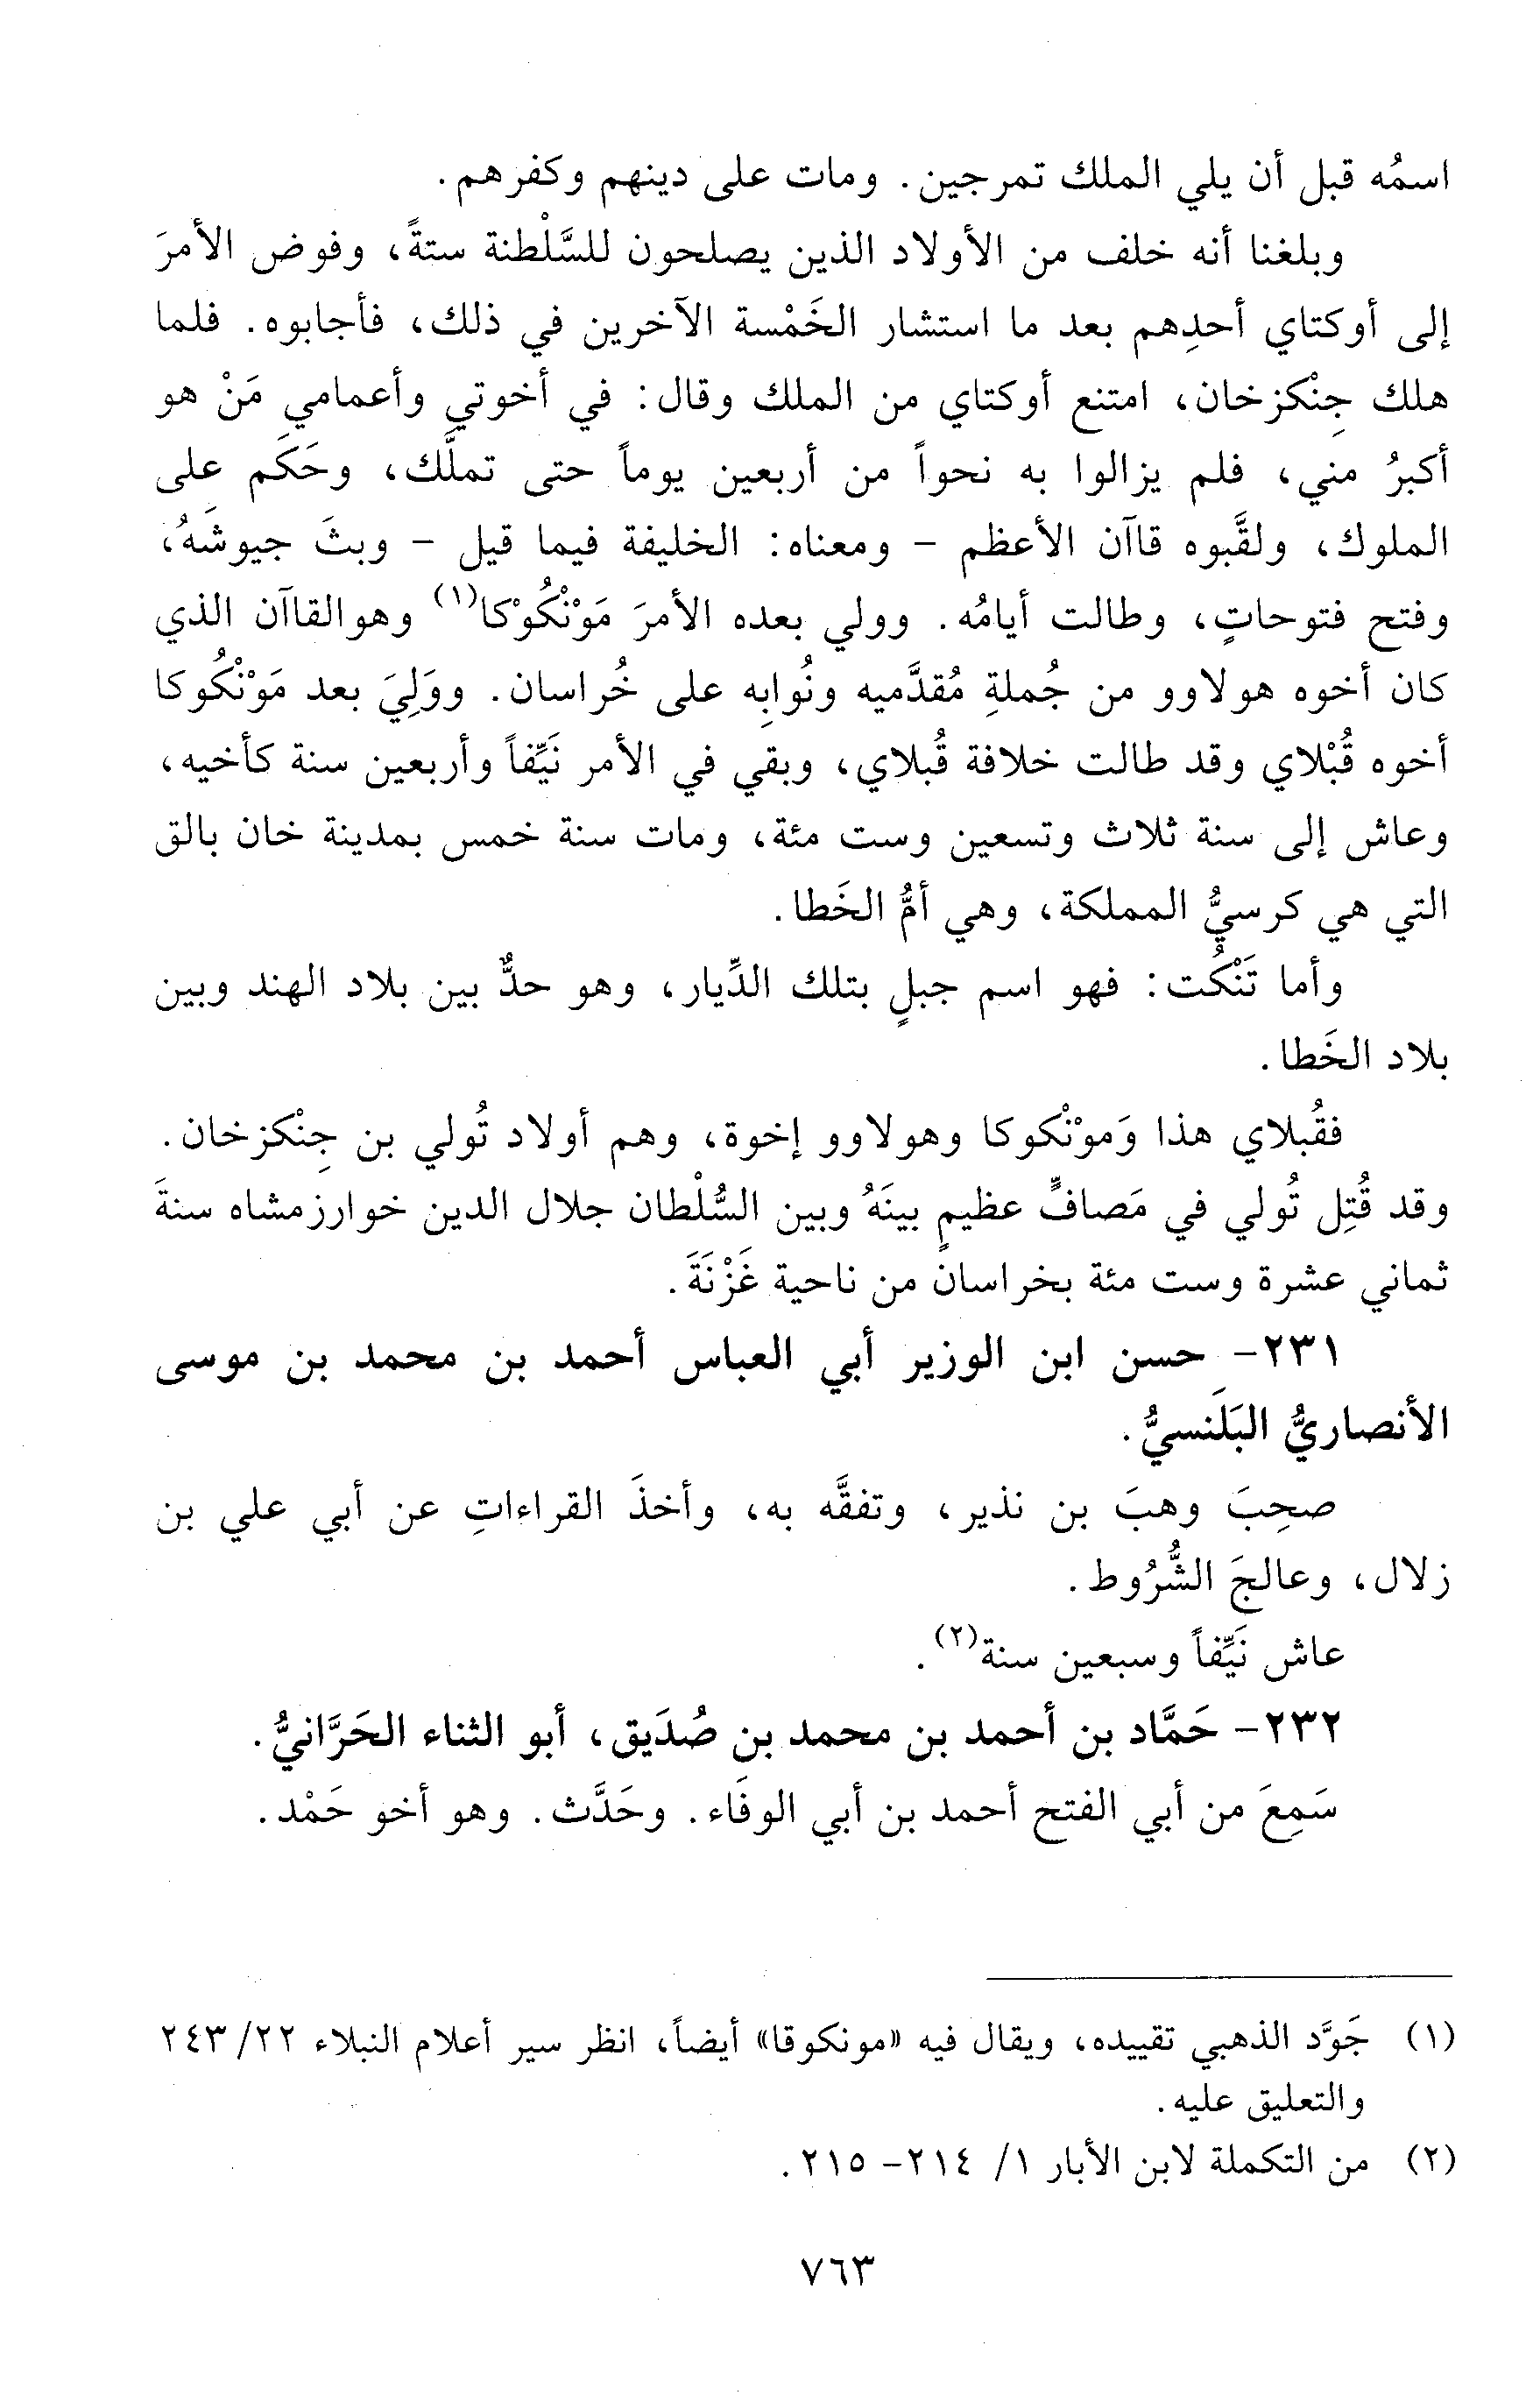 اسمُه قبل أن يلي الملك تمرجين. ومات على دينهم وكفرهم.
وبلغنا أنه خلف من الأولاد الذين يصلحون للسَّلْطنة ستةً، وفوض الأمرَ
إلى أوكتاي أحدِهم بعد ما استشار الخَمْسة الآخرين في ذلك، فأجابوه. فلما
هلك جِنْكزخان، امتنع أوكتاي من الملك وقال: في أخوتي وأعمامي مَنْ هو
أكبرُ مني، فلم يزالوا به نحواً من أربعين يوماً حتى تملَّك، وحَكَم على
الملوك، ولقَّبوه قاآن الأعظم - ومعناه: الخليفة فيما قيل - وبثَ جيوشَهُ،
وفتح فتوحاتٍ، وطالت أيامُه. وولي بعده الأمرَ مَوْنْكُوْكا(١) وهوالقاآن الذي
كان أخوه هولاوو من جُملةِ مُقدَّميه ونُوابِه على خُراسان. ووَلِيَ بعد مَوْنْكُوكا
أخوه قُبْلاي وقد طالت خلافة قُبلاي، وبقي في الأمر نَيِّفاً وأربعين سنة كأخيه،
وعاش إلى سنة ثلاث وتسعين وست مئة، ومات سنة خمس بمدينة خان بالق
التي هي كرسيُّ المملكة، وهي أمُّ الخَطا.
وأما تَنْكُت: فهو اسم جبلٍ بتلك الدِّيار، وهو حدٌّ بين بلاد الهند وبين
بلاد الخَطا.
فقُبلاي هذا وَموْنْكوكا وهولاوو إخوة، وهم أولاد تُولي بن جِنْكزخان.
وقد قُتِل تُولي في مَصافٍّ عظيمٍ بينَهُ وبين السُّلْطان جلال الدين خوارزمشاه سنةَ
ثماني عشرة وست مئة بخراسان من ناحية غَزْنَةَ.
٢٣١- حسن ابن الوزير أبي العباس أحمد بن محمد بن موسى
الأنصاريُّ البَلَنسيُّ.
صحِبَ وهبَ بن نذير، وتفقَّه به، وأخذَ القراءاتِ عن أبي علي بن
زلال، وعالجَ الشُّرُوط.
عاش نَيِّفاً وسبعين سنة(٢).
٢٣٢- حَمَّاد بن أحمد بن محمد بن صُدَيق، أبو الثناء الحَرَّانيُّ.
سَمِعَ من أبي الفتح أحمد بن أبي الوفَاء. وحَدَّث. وهو أخو حَمْد.
(١) جَوَّد الذهبي تقييده، ويقال فيه «مونكوقا» أيضاً، انظر سير أعلام النبلاء ٢٢/ ٢٤٣
والتعليق عليه.
(٢) من التكملة لابن الأبار ١/ ٢١٤- ٢١٥.
٧٦٣